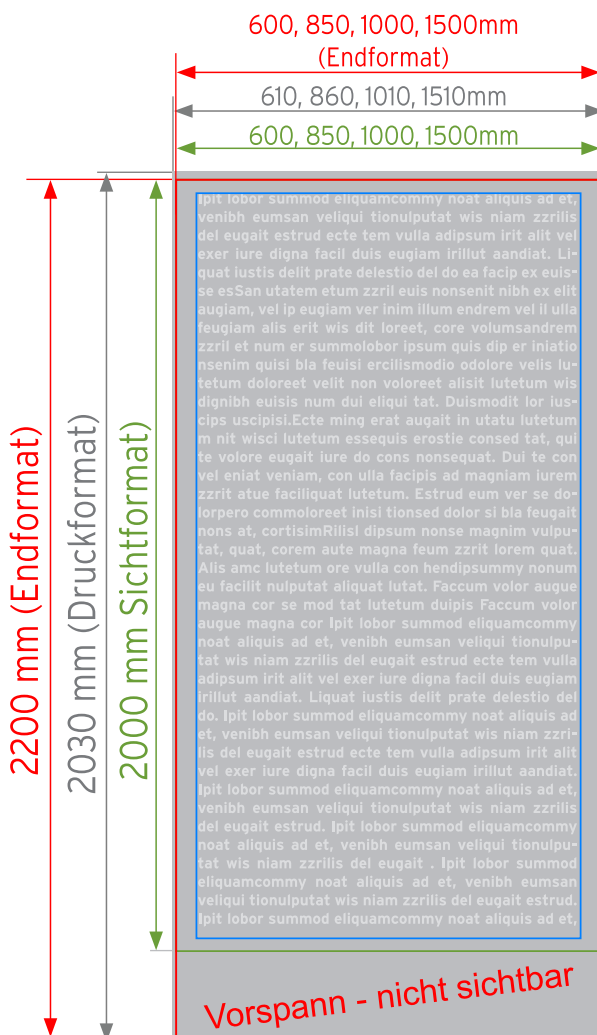 600, 850, 1000, 1500mm
(Endformat)
610, 860, 1010, 1510mm
600, 850, 1000, 1500mm
2200 mm (Endformat)
2030 mm (Druckformat)
2000 mm Sichtformat)
Ipit lobor summod eliquamcommy noat aliquis ad et,
venibh eumsan veliqui tionulputat wis niam zzrilis
del eugait estrud ecte tem vulla adipsum irit alit vel
exer iure digna facil duis eugiam irillut aandiat. Li-
quat iustis delit prate delestio del do ea facip ex euis-
se esSan utatem etum zzril euis nonsenit nibh ex elit
augiam, vel ip eugiam ver inim illum endrem vel il ulla
feugiam alis erit wis dit loreet, core volumsandrem
zzril et num er summolobor ipsum quis dip er iniatio
nsenim quisi bla feuisi ercilismodio odolore velis lu-
tetum doloreet velit non voloreet alisit lutetum wis
dignibh euisis num dui eliqui tat. Duismodit lor ius-
cips uscipisi.Ecte ming erat augait in utatu lutetum
m nit wisci lutetum essequis erostie consed tat, qui
te volore eugait iure do cons nonsequat. Dui te con
vel eniat veniam, con ulla facipis ad magniam iurem
zzrit atue faciliquat lutetum. Estrud eum ver se do-
lorpero commoloreet inisi tionsed dolor si bla feugait
nons at, cortisimRilisl dipsum nonse magnim vulpu-
tat, quat, corem aute magna feum zzrit lorem quat.
Alis amc lutetum ore vulla con hendipsummy nonum
eu facilit nulputat aliquat lutat. Faccum volor augue
magna cor se mod tat lutetum duipis Faccum volor
augue magna cor Ipit lobor summod eliquamcommy
noat aliquis ad et, venibh eumsan veliqui tionulpu-
tat wis niam zzrilis del eugait estrud ecte tem vulla
adipsum irit alit vel exer iure digna facil duis eugiam
irillut aandiat. Liquat iustis delit prate delestio del
do. Ipit lobor summod eliquamcommy noat aliquis ad
et, venibh eumsan veliqui tionulputat wis niam zzri-
lis del eugait estrud ecte tem vulla adipsum irit alit
vel exer iure digna facil duis eugiam irillut aandiat.
Ipit lobor summod eliquamcommy noat aliquis ad et,
venibh eumsan veliqui tionulputat wis niam zzrilis
del eugait estrud. Ipit lobor summod eliquamcommy
noat aliquis ad et, venibh eumsan veliqui tionulpu-
tat wis niam zzrilis del eugait . Ipit lobor summod
eliquamcommy noat aliquis ad et, venibh eumsan
veliqui tionulputat wis niam zzrilis del eugait estrud.
Ipit lobor summod eliquamcommy noat aliquis ad et,
Vorspann - nicht sichtbar